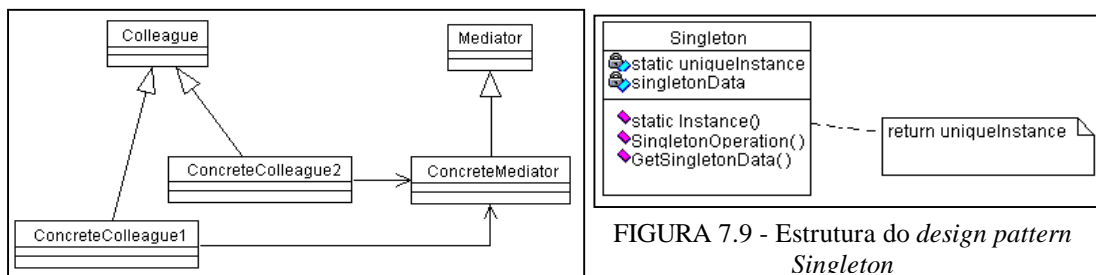 Colleague
Mediator
ConcreteColleague2
ConcreteMediator
ConcreteColleague1
Singleton
static uniqueInstance
singletonData
static Instance()
SingletonOperation()
GetSingletonData()
return uniqueInstance
FIGURA 7.9 - Estrutura do design pattern
Singleton